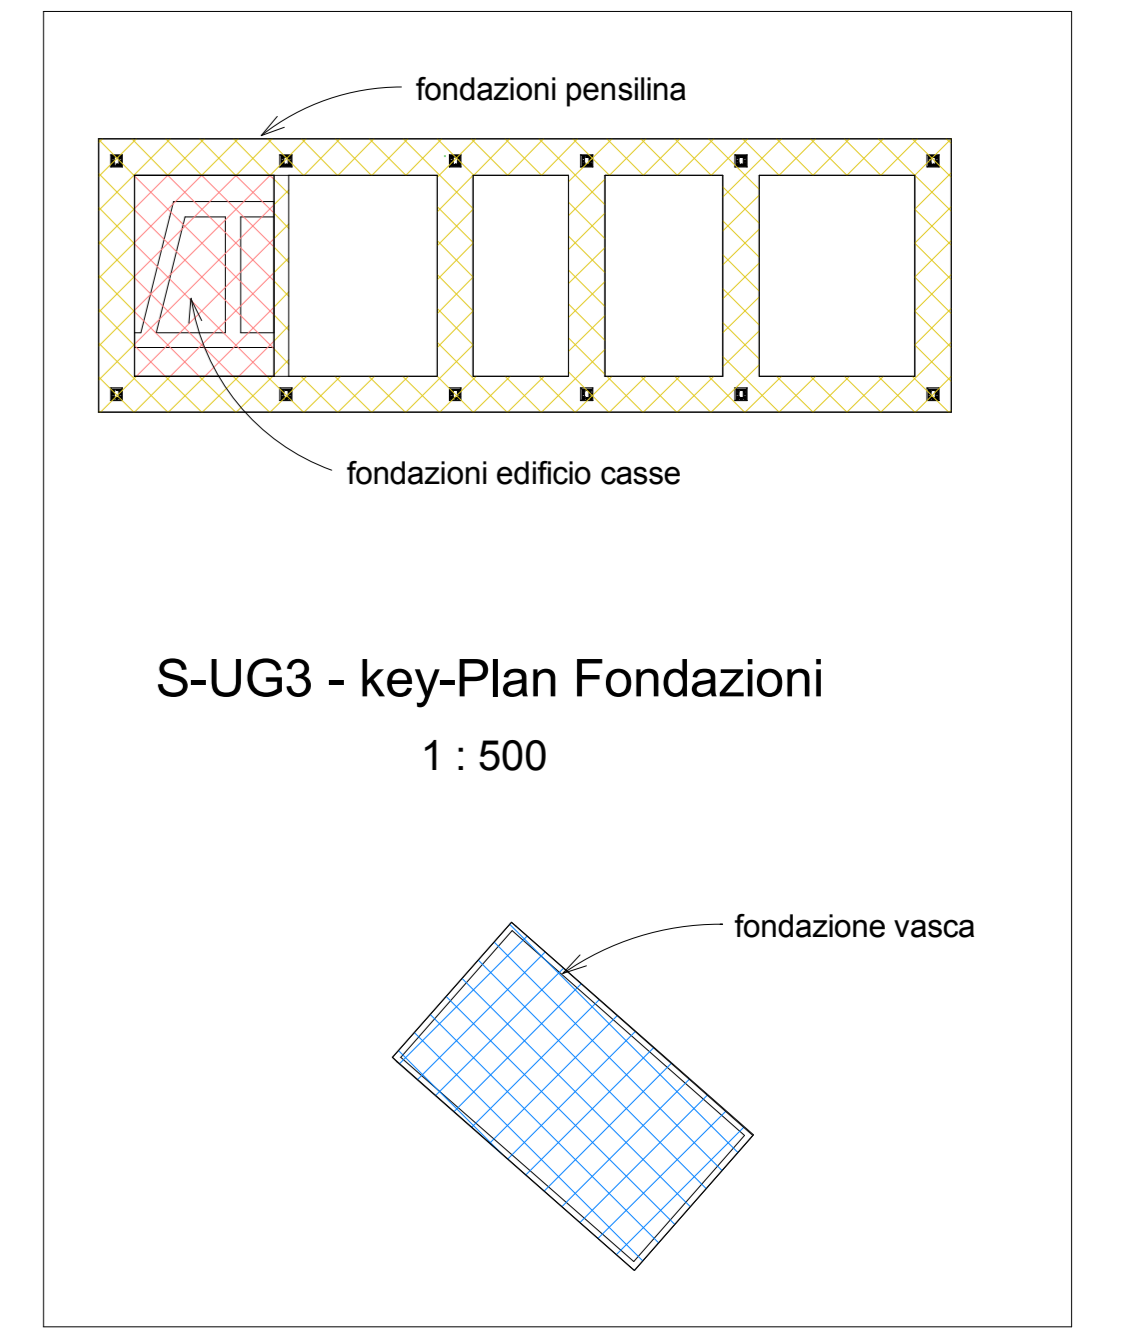 fondazioni pensilina
fondazioni edificio casse
S-UG3 - key-Plan Fondazioni
1 : 500
fondazione vasca